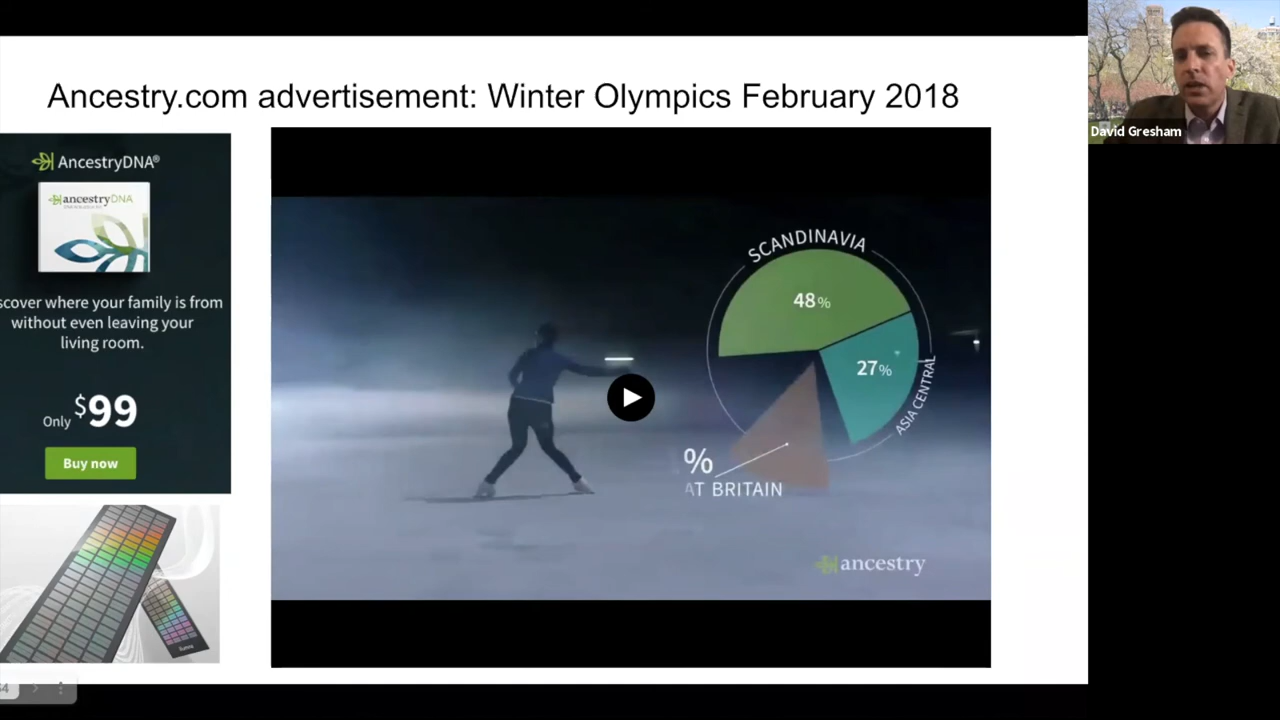 Ancestry.com advertisement: Winter Olympics February 2018
David Gresham
AncestryDNA®
ancestryDNA
scover where your family is from
without even leaving your
living room.
Only $99
Buy now
SCANDINAVIA
48%
27%
ASIA CENTRAL
%
AT BRITAIN
ancestry